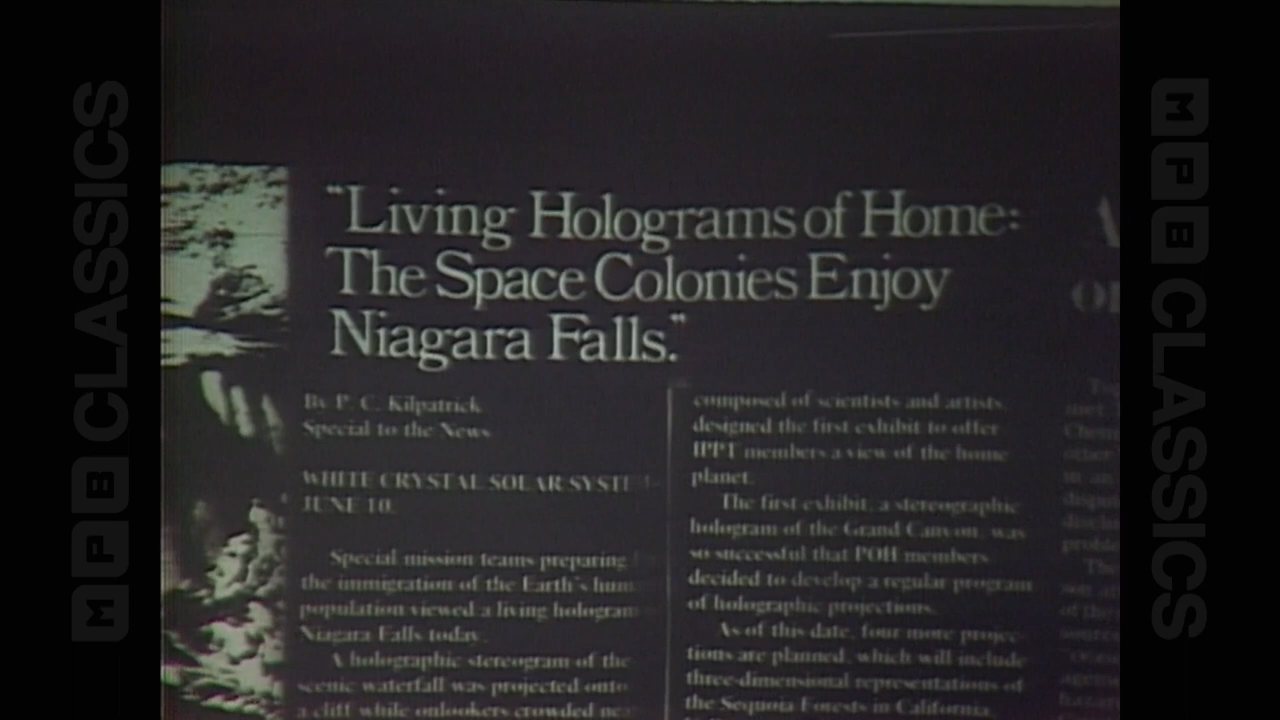 MPB CLASSICS
"Living Holograms of Home:
The Space Colonies Enjoy
Niagara Falls."
By P. C. Kilpatrick
Special to the News
WHITE CRYSTAL SOLAR SYSTE
JUNE 10.
Special mission teams preparing
the immigration of the Earth's hum
population viewed a living hologram
Niagara Falls today.
A holographic stereogram of the
scenic waterfall was projected onto
a cliff while onlookers crowded nea
composed of scientists and artists,
designed the first exhibit to offer
IPPT members a view of the home
planet.
The first exhibit, a stereographic
hologram of the Grand Canyon, was
so successful that POH members
decided to develop a regular program
of holographic projections.
As of this date, four more projec-
tions are planned, which will include
three-dimensional representations of
the Sequoia Forests in California,
MPB CLASSICS